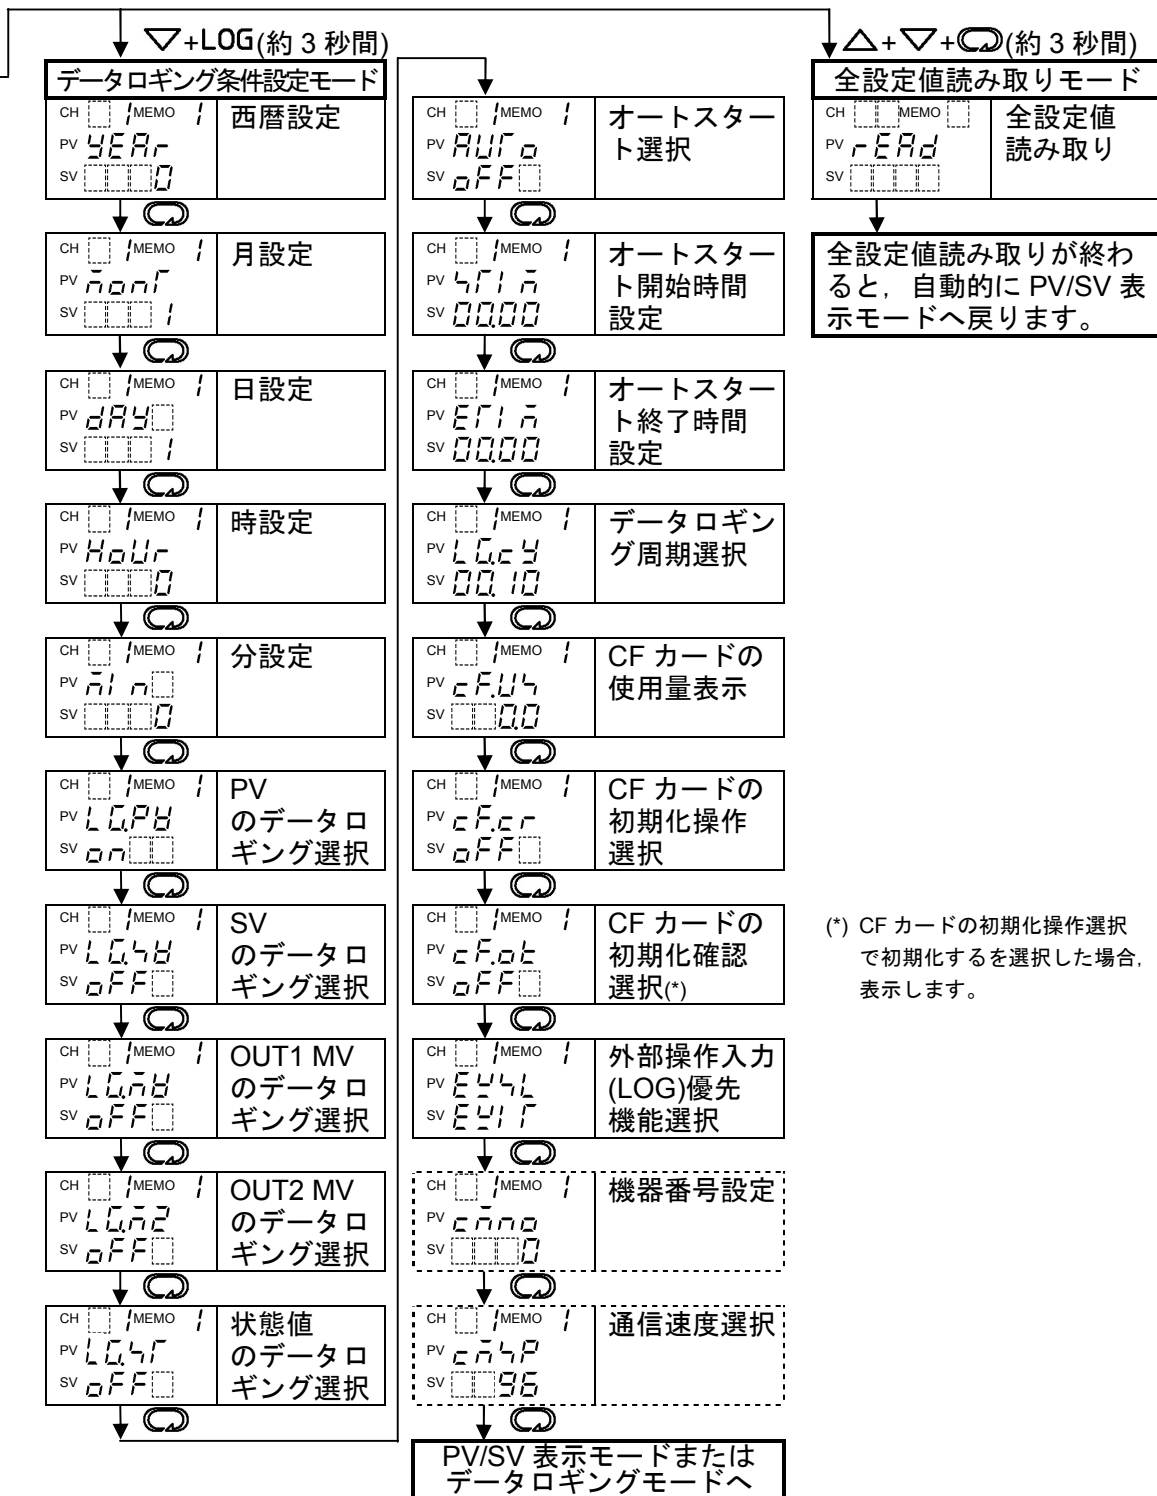 ▽+LOG(約 3 秒間)
データロギング条件設定モード
CH 1 MEMO 1
PV YEAr
SV 0
西暦設定
CH 1 MEMO 1
PV MonT
SV 1
月設定
CH 1 MEMO 1
PV dAY
SV 1
日設定
CH 1 MEMO 1
PV HoUr
SV 0
時設定
CH 1 MEMO 1
PV MIn
SV 0
分設定
CH 1 MEMO 1
PV LG.PV
SV on
PV
のデータロ
ギング選択
CH 1 MEMO 1
PV LG.SV
SV oFF
SV
のデータロ
ギング選択
CH 1 MEMO 1
PV LG.MV
SV oFF
OUT1 MV
のデータロ
ギング選択
CH 1 MEMO 1
PV LG.M2
SV oFF
OUT2 MV
のデータロ
ギング選択
CH 1 MEMO 1
PV LG.ST
SV oFF
状態値
のデータロ
ギング選択
CH 1 MEMO 1
PV AUTo
SV oFF
オートスター
ト選択
CH 1 MEMO 1
PV STIM
SV 00.00
オートスター
ト開始時間
設定
CH 1 MEMO 1
PV ETIM
SV 00.00
オートスター
ト終了時間
設定
CH 1 MEMO 1
PV LG.cY
SV 00.10
データロギン
グ周期選択
CH 1 MEMO 1
PV cF.US
SV 0.0
CF カードの
使用量表示
CH 1 MEMO 1
PV cF.cr
SV oFF
CF カードの
初期化操作
選択
CH 1 MEMO 1
PV cF.ot
SV oFF
CF カードの
初期化確認
選択(*)
CH 1 MEMO 1
PV EXSL
SV EXIT
外部操作入力
(LOG)優先
機能選択
CH 1 MEMO 1
PV cMno
SV 0
機器番号設定
CH 1 MEMO 1
PV cMSP
SV 96
通信速度選択
PV/SV 表示モードまたは
データロギングモードへ
△+▽+(約 3 秒間)
全設定値読み取りモード
CH MEMO
PV rEAd
SV
全設定値
読み取り
全設定値読み取りが終わ
ると，自動的に PV/SV 表
示モードへ戻ります。
(*) CF カードの初期化操作選択
で初期化するを選択した場合，
表示します。